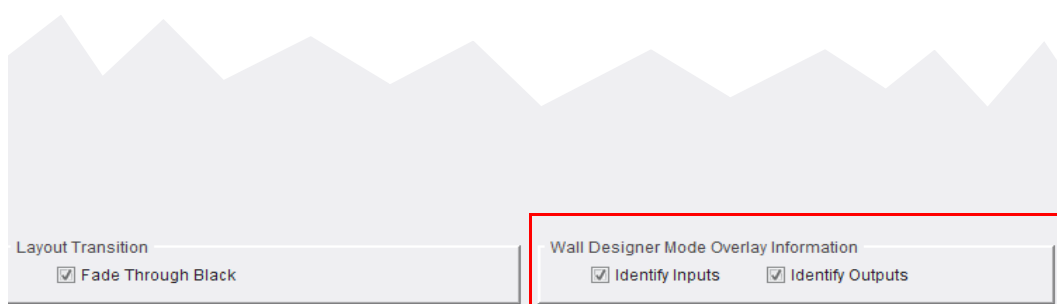 Layout Transition
Fade Through Black
Wall Designer Mode Overlay Information
Identify Inputs Identify Outputs